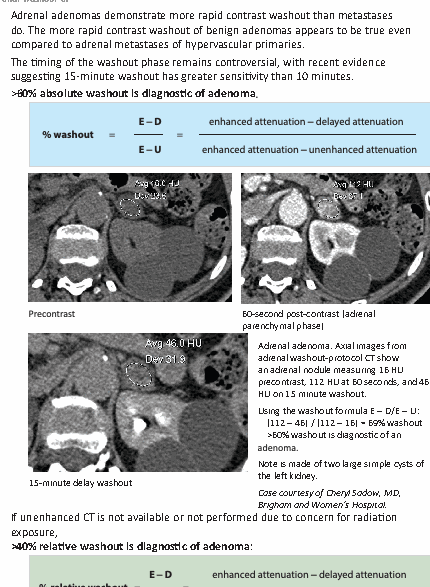 Adrenal adenomas demonstrate more rapid contrast washout than metastases
do. The more rapid contrast washout of benign adenomas appears to be true even
compared to adrenal metastases of hypervascular primaries.
The timing of the washout phase remains controversial, with recent evidence
suggesting 15-minute washout has greater sensitivity than 10 minutes.
>60% absolute washout is diagnostic of adenoma.
% washout = E – D / E – U = enhanced attenuation – delayed attenuation / enhanced attenuation – unenhanced attenuation
Avg 112 HU
Precontrast
60-second post-contrast (adrenal
parenchymal phase)
Avg 46.0 HU
Dev 31.9
Adrenal adenoma. Axial images from
adrenal washout-protocol CT show
an adrenal nodule measuring 16 HU
precontrast, 112 HU at 60 seconds, and 46
HU on 15 minute washout.
Using the washout formula E – D/E – U:
(112 – 46) / (112 – 16) = 69% washout
>60% washout is diagnostic of an
adenoma.
Note is made of two large simple cysts of
the left kidney.
Case courtesy of Cheryl Sadow, MD,
Brigham and Women's Hospital.
15-minute delay washout
If unenhanced CT is not available or not performed due to concern for radiation
exposure,
>40% relative washout is diagnostic of adenoma:
E – D enhanced attenuation – delayed attenuation